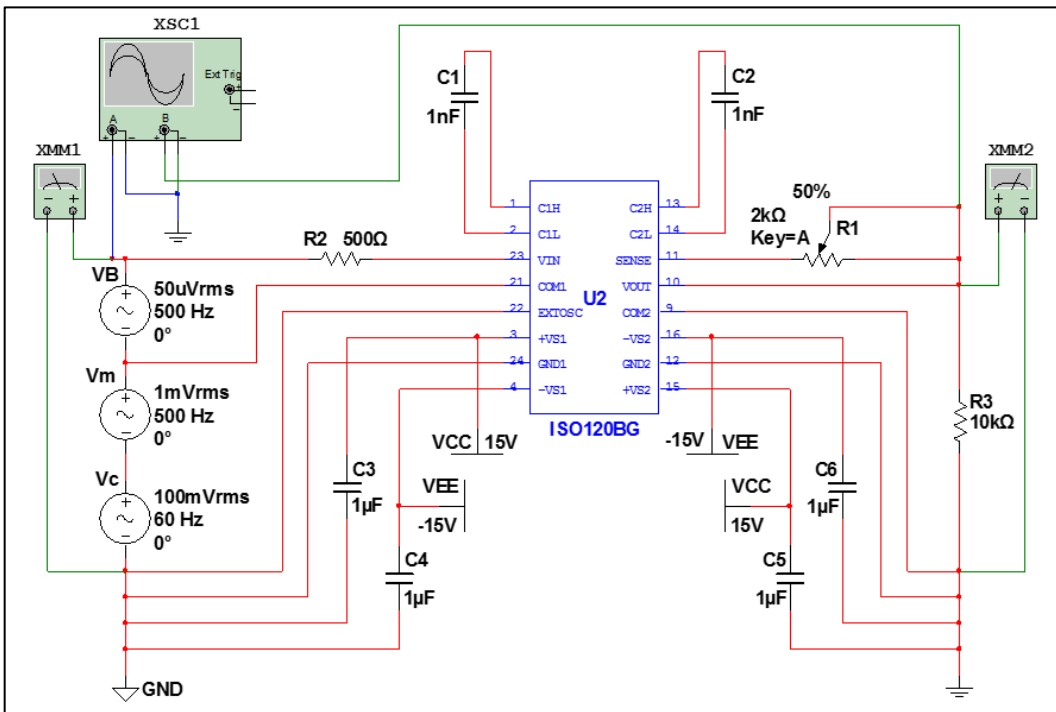 XSC1
Ext Trig
+
−
A
B
+ − + −
XMM1
− +
XMM2
+ −
C1
1nF
C2
1nF
50%
2kΩ
Key=A
R1
R2 500Ω
1 C1H C2H 13
2 C1L C2L 14
23 VIN SENSE 11
21 COM1 VOUT 10
U2
22 EXTOSC COM2 9
3 +VS1 -VS2 16
24 GND1 GND2 12
4 -VS1 +VS2 15
ISO120BG
VB
+
−
50uVrms
500 Hz
0°
Vm
+
−
1mVrms
500 Hz
0°
Vc
+
−
100mVrms
60 Hz
0°
VCC 15V
-15V VEE
C3
1µF
VEE
-15V
VCC
15V
C6
1µF
C4
1µF
C5
1µF
R3
10kΩ
GND